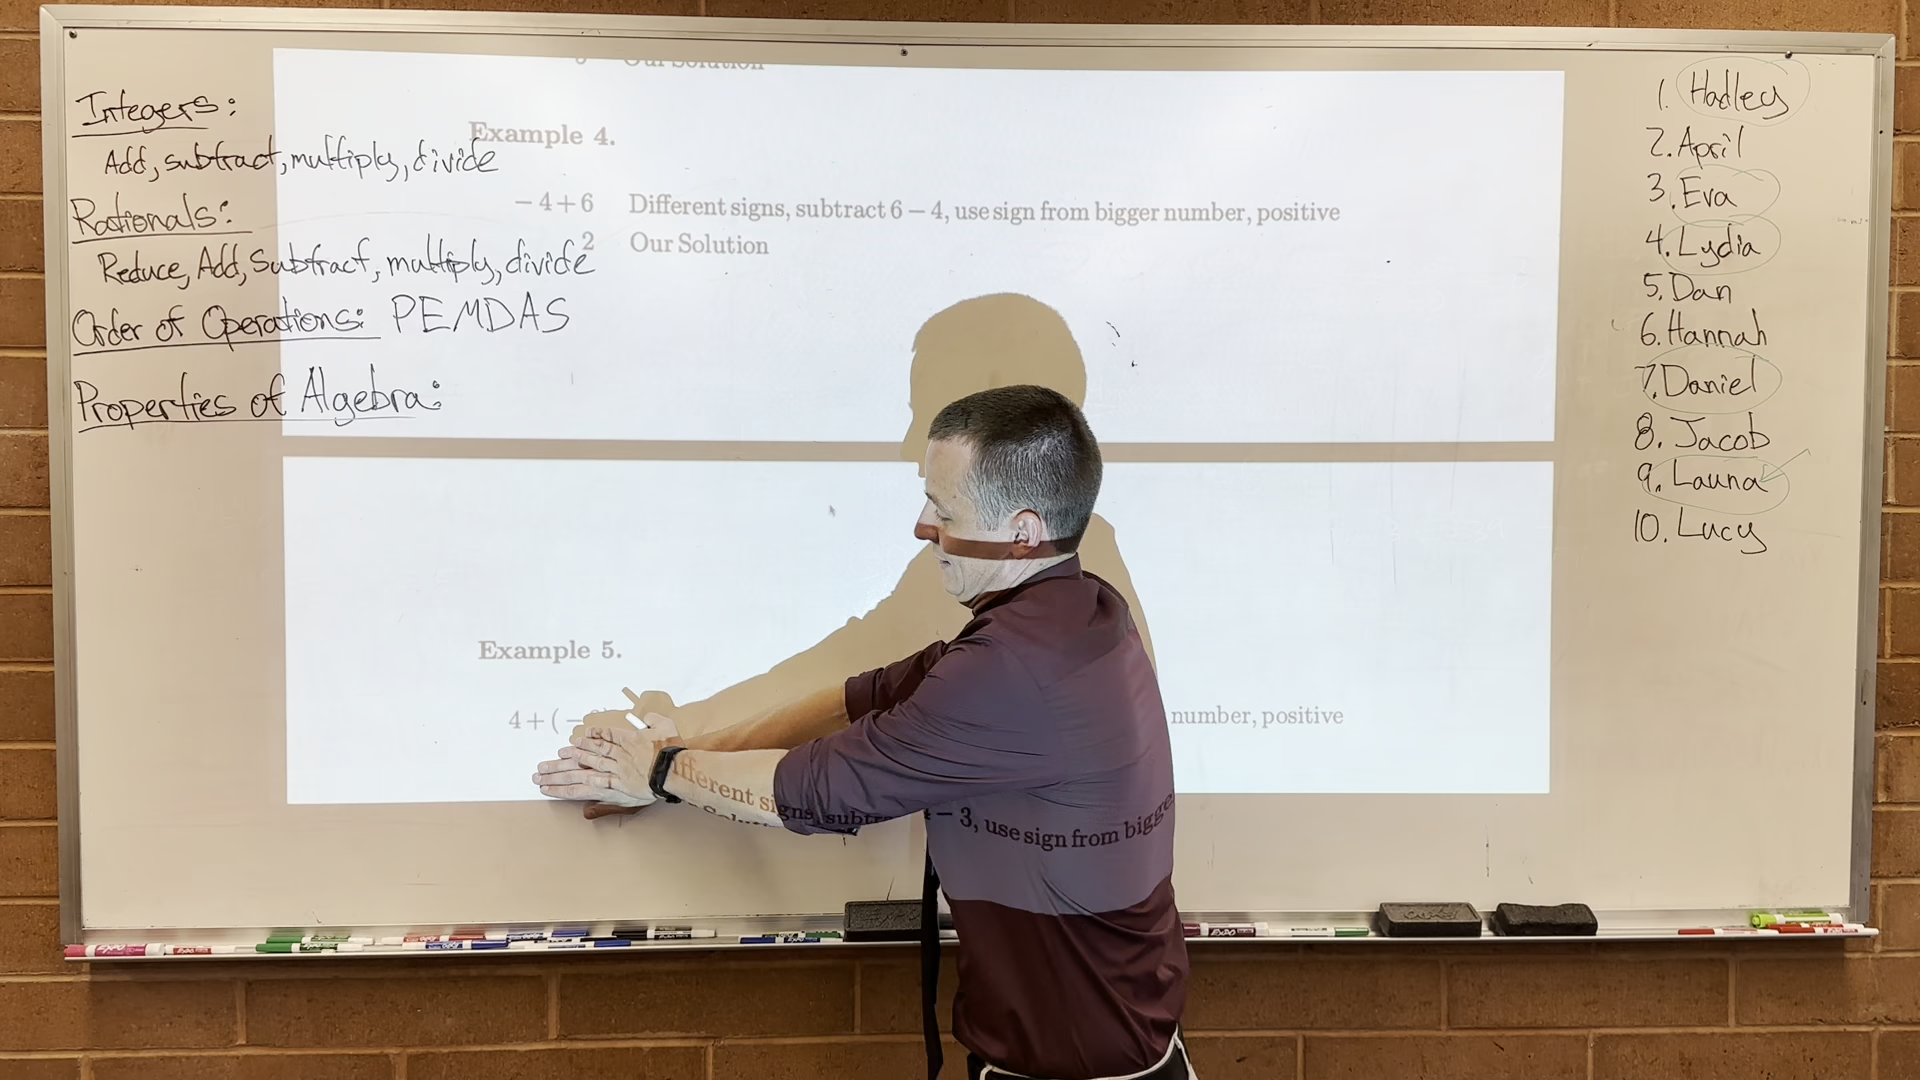 Integers:
Add, subtract, multiply, divide
Rationals:
Reduce, Add, Subtract, multiply, divide
Order of Operations: PEMDAS
Properties of Algebra:
Our Solution
Example 4.
− 4 + 6 Different signs, subtract 6 − 4, use sign from bigger number, positive
2 Our Solution
Example 5.
4 + ( −
ifferent signs, subtr − 3, use sign from bigge number, positive
1. Hadley
2. April
3. Eva
4. Lydia
5. Dan
6. Hannah
7. Daniel
8. Jacob
9. Launa
10. Lucy
EXPO